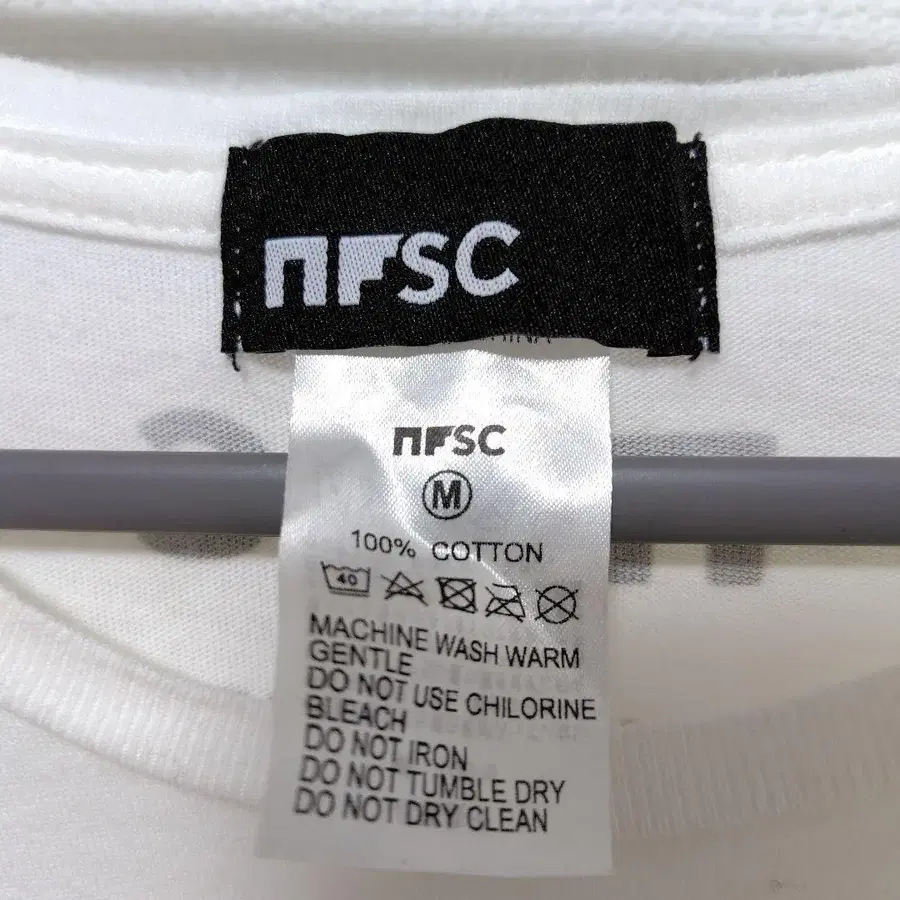 NFSC
NFSC
M
100% COTTON
40
MACHINE WASH WARM
GENTLE
DO NOT USE CHILORINE
BLEACH
DO NOT IRON
DO NOT TUMBLE DRY
DO NOT DRY CLEAN